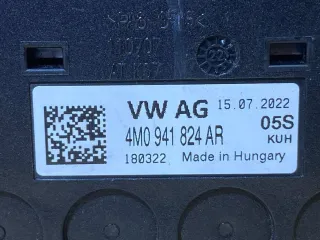 VW AG 15.07.2022
4M0 941 824 AR 05S
KUH
180322 Made in Hungary